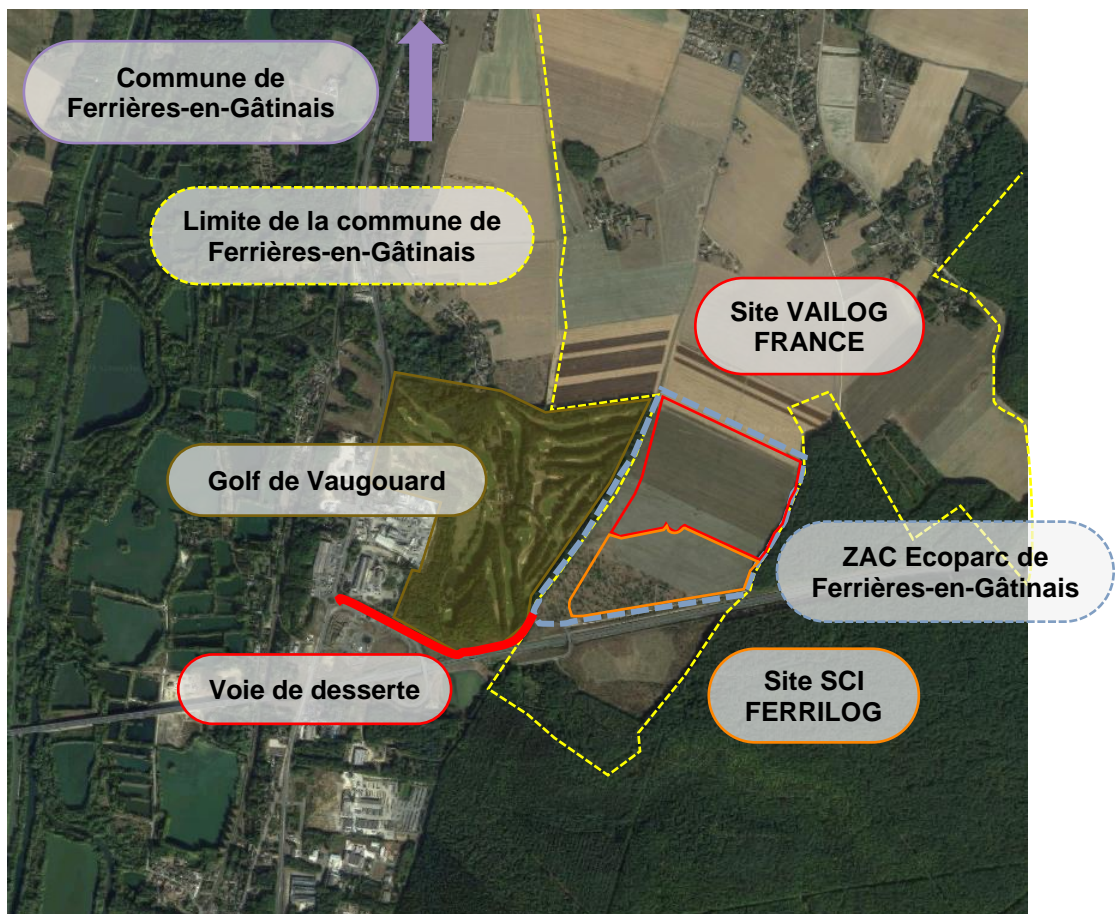 Commune de
Ferrières-en-Gâtinais
Limite de la commune de
Ferrières-en-Gâtinais
Site VAILOG
FRANCE
Golf de Vaugouard
ZAC Ecoparc de
Ferrières-en-Gâtinais
Voie de desserte
Site SCI
FERRILOG